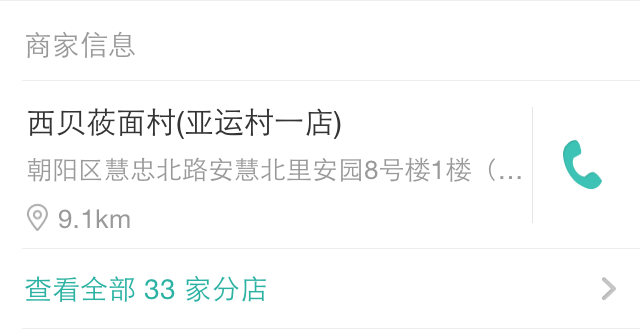 商家信息
西贝莜面村(亚运村一店)
朝阳区慧忠北路安慧北里安园8号楼1楼（...
9.1km
查看全部 33 家分店